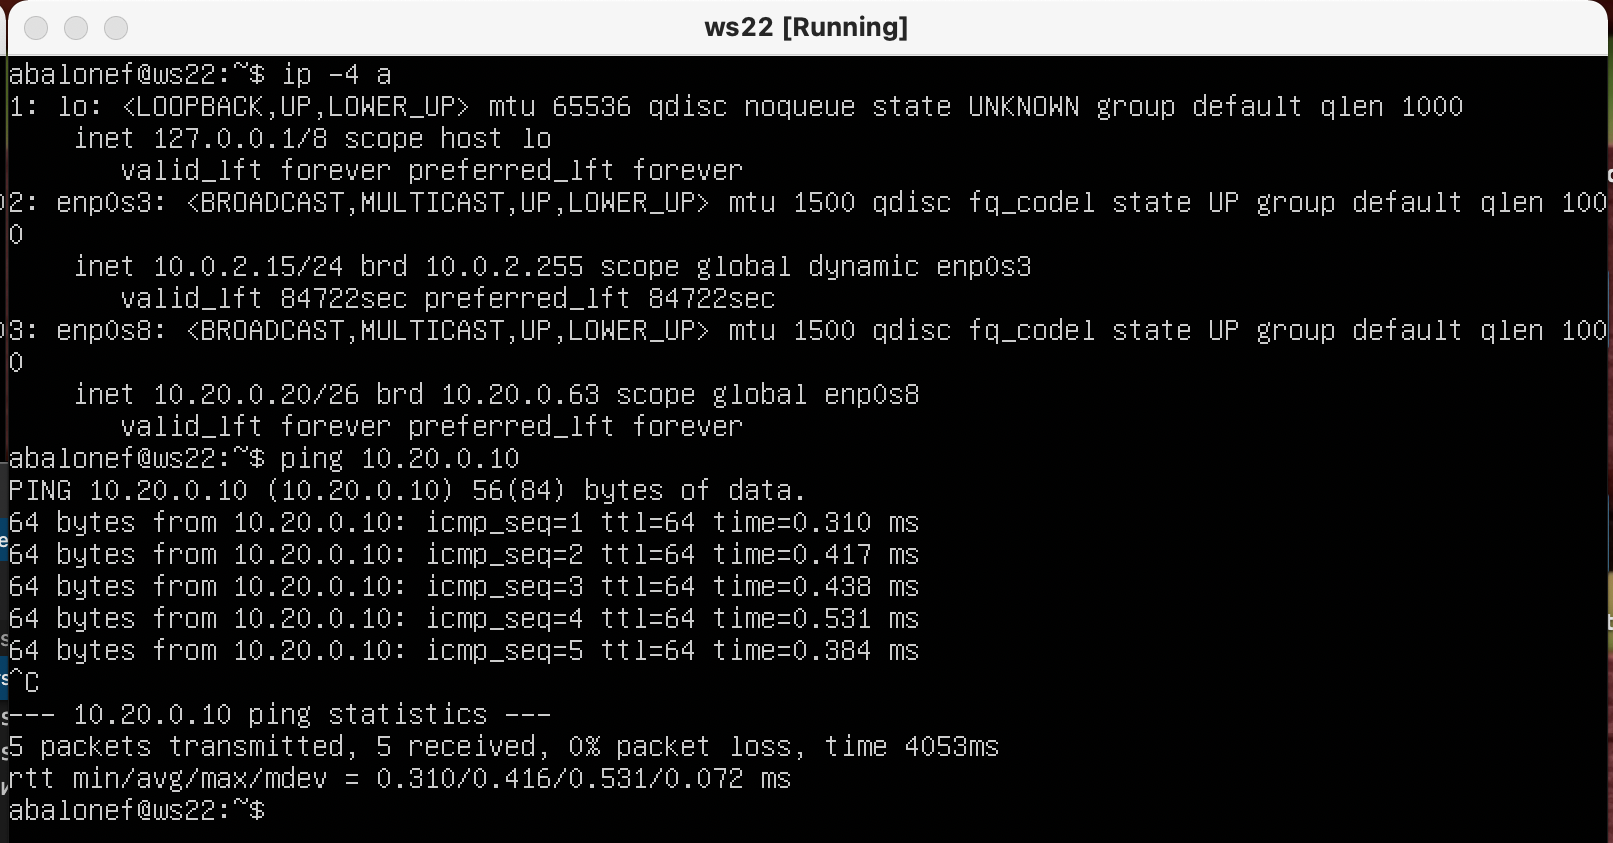 ws22 [Running]
abalonef@ws22:~$ ip -4 a
1: lo: <LOOPBACK,UP,LOWER_UP> mtu 65536 qdisc noqueue state UNKNOWN group default qlen 1000
    inet 127.0.0.1/8 scope host lo
       valid_lft forever preferred_lft forever
2: enp0s3: <BROADCAST,MULTICAST,UP,LOWER_UP> mtu 1500 qdisc fq_codel state UP group default qlen 100
0
    inet 10.0.2.15/24 brd 10.0.2.255 scope global dynamic enp0s3
       valid_lft 84722sec preferred_lft 84722sec
3: enp0s8: <BROADCAST,MULTICAST,UP,LOWER_UP> mtu 1500 qdisc fq_codel state UP group default qlen 100
0
    inet 10.20.0.20/26 brd 10.20.0.63 scope global enp0s8
       valid_lft forever preferred_lft forever
abalonef@ws22:~$ ping 10.20.0.10
PING 10.20.0.10 (10.20.0.10) 56(84) bytes of data.
64 bytes from 10.20.0.10: icmp_seq=1 ttl=64 time=0.310 ms
64 bytes from 10.20.0.10: icmp_seq=2 ttl=64 time=0.417 ms
64 bytes from 10.20.0.10: icmp_seq=3 ttl=64 time=0.438 ms
64 bytes from 10.20.0.10: icmp_seq=4 ttl=64 time=0.531 ms
64 bytes from 10.20.0.10: icmp_seq=5 ttl=64 time=0.384 ms
^C
--- 10.20.0.10 ping statistics ---
5 packets transmitted, 5 received, 0% packet loss, time 4053ms
rtt min/avg/max/mdev = 0.310/0.416/0.531/0.072 ms
abalonef@ws22:~$